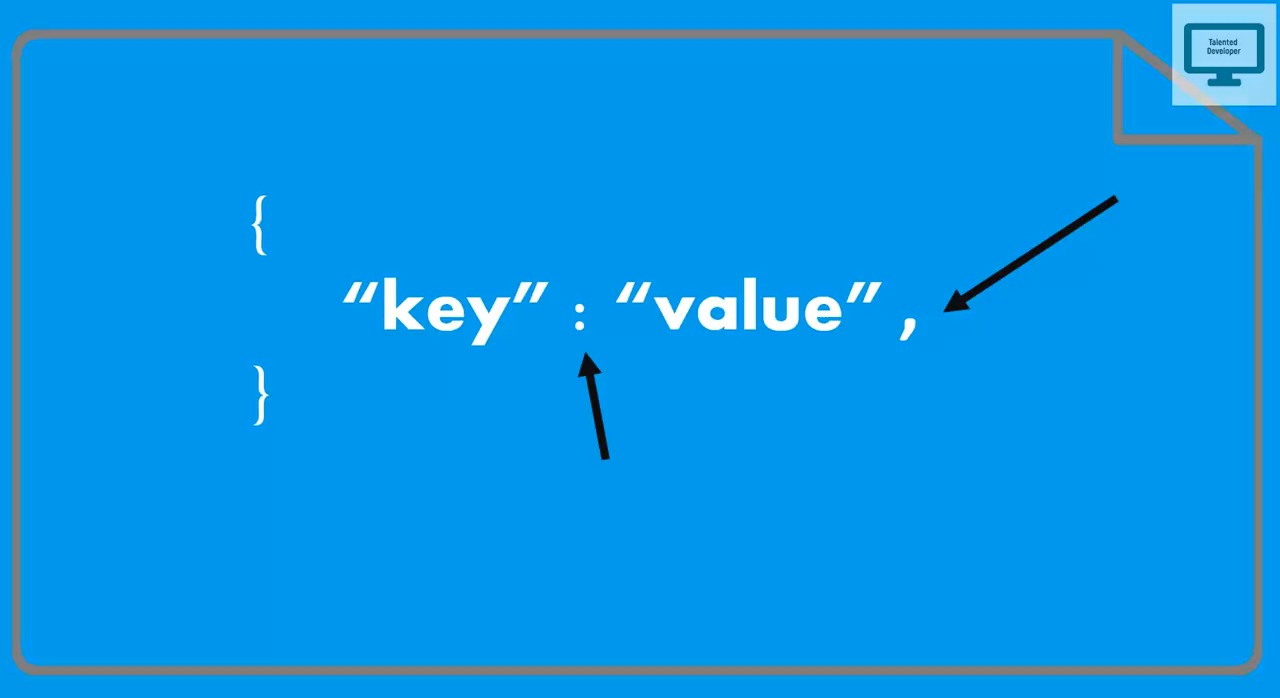 Talented
Developer
{
“key” : “value” ,
}